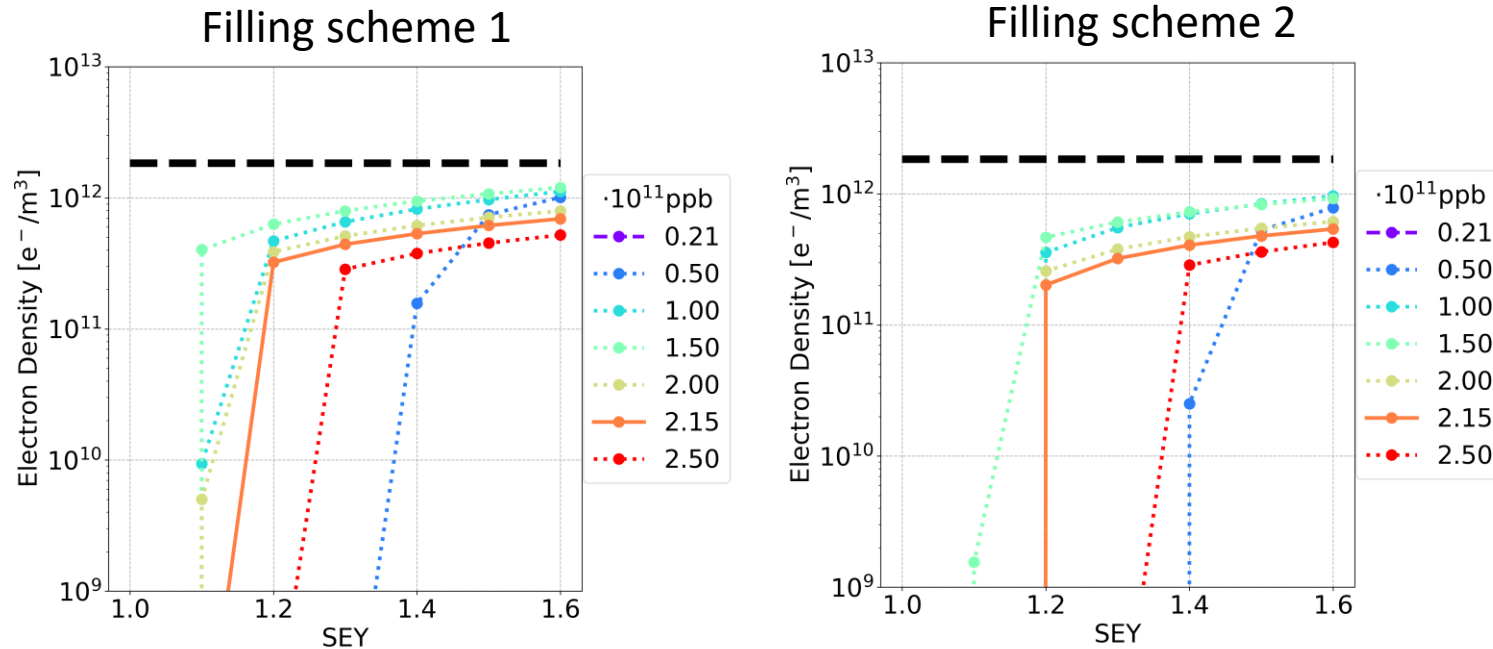 Filling scheme 1
10¹³
10¹²
10¹¹
10¹⁰
10⁹
Electron Density [e⁻/m³]
1.0 1.2 1.4 1.6
SEY
·10¹¹ppb
0.21
0.50
1.00
1.50
2.00
2.15
2.50
Filling scheme 2
10¹³
10¹²
10¹¹
10¹⁰
10⁹
Electron Density [e⁻/m³]
1.0 1.2 1.4 1.6
SEY
·10¹¹ppb
0.21
0.50
1.00
1.50
2.00
2.15
2.50